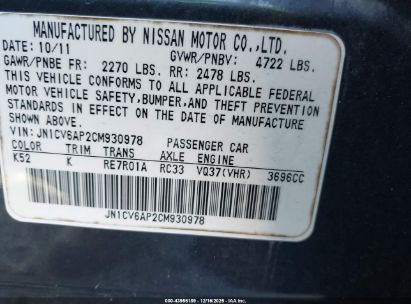 MANUFACTURED BY NISSAN MOTOR CO.,LTD.
DATE: 10/11 GVWR/PNBV: 4722 LBS.
GAWR/PNBE FR: 2270 LBS. RR: 2478 LBS.
THIS VEHICLE CONFORMS TO ALL APPLICABLE FEDERAL
MOTOR VEHICLE SAFETY,BUMPER,AND THEFT PREVENTION
STANDARDS IN EFFECT ON THE DATE OF MANUFACTURE
SHOWN ABOVE.
VIN: JN1CV6AP2CM930978 PASSENGER CAR
COLOR TRIM TRANS AXLE ENGINE
K52 K RE7R01A RC33 VQ37(VHR) 3696CC
JN1CV6AP2CM930978